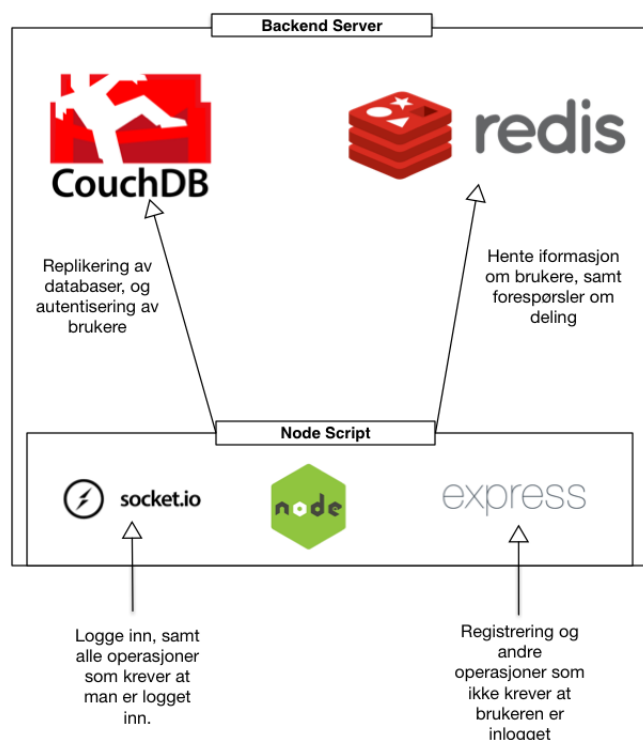 Backend Server
CouchDB
redis
Replikering av
databaser, og
autentisering av
brukere
Hente iformasjon
om brukere, samt
forespørsler om
deling
Node Script
socket.io
node
express
Logge inn, samt
alle operasjoner
som krever at
man er logget
inn.
Registrering og
andre
operasjoner som
ikke krever at
brukeren er
inlogget